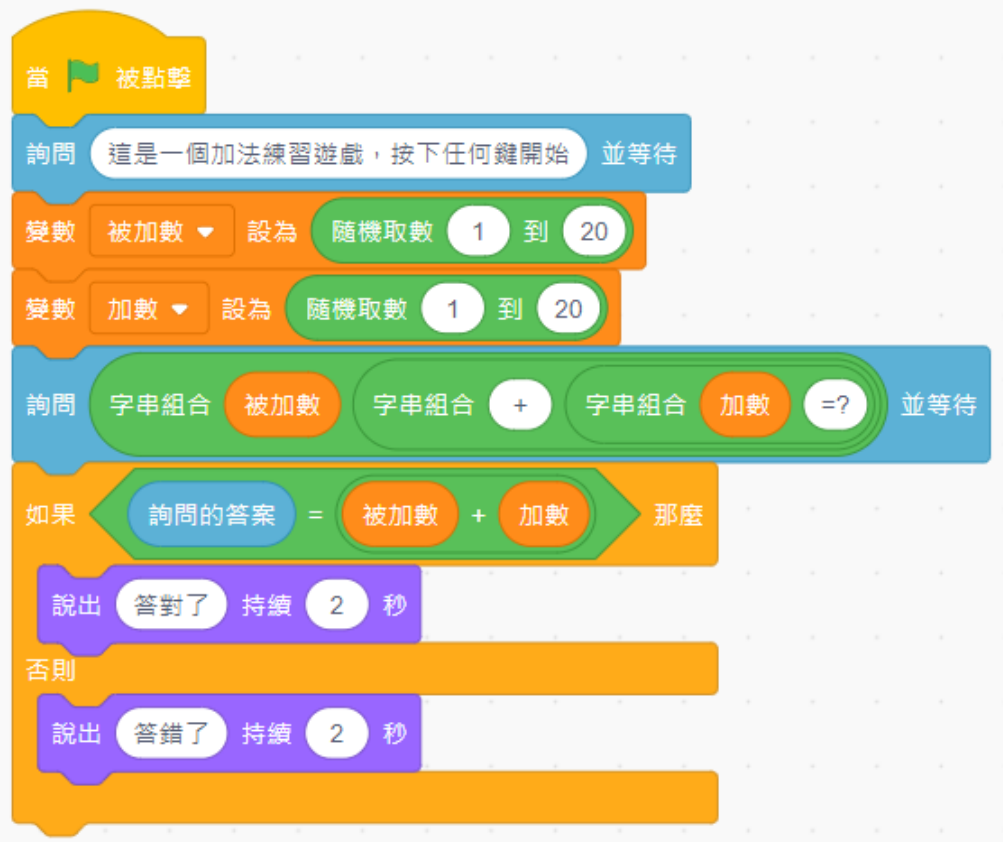 當 被點擊
詢問 這是一個加法練習遊戲，按下任何鍵開始 並等待
變數 被加數 設為 隨機取數 1 到 20
變數 加數 設為 隨機取數 1 到 20
詢問 字串組合 被加數 字串組合 + 字串組合 加數 =? 並等待
如果 詢問的答案 = 被加數 + 加數 那麼
說出 答對了 持續 2 秒
否則
說出 答錯了 持續 2 秒